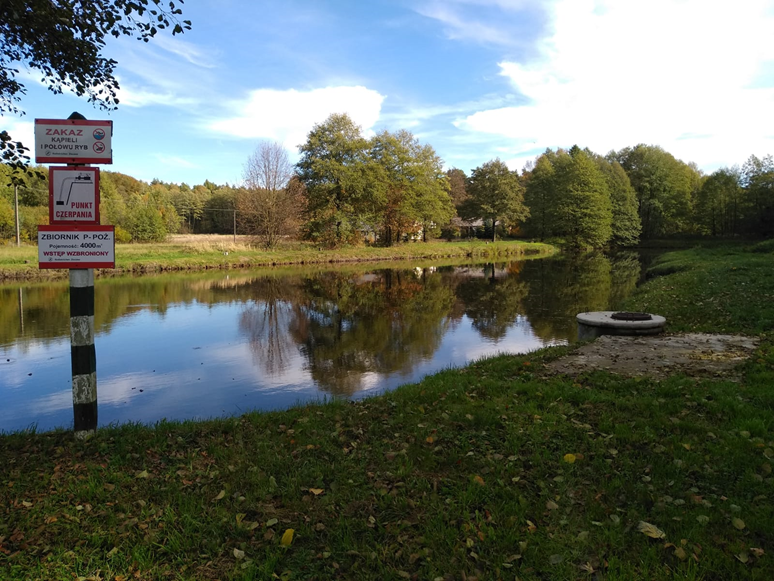 ZAKAZ
KĄPIELI
I POŁOWU RYB
PUNKT
CZERPANIA
ZBIORNIK P-POŻ.
Pojemność 4000m³
WSTĘP WZBRONIONY